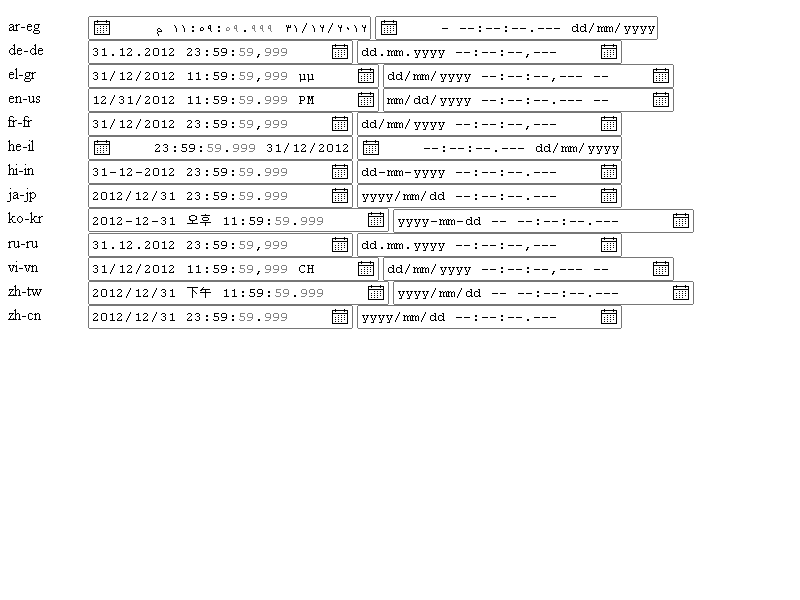 ar-eg ٣١/١٢/٢٠١٢ ١١:٥٩:٥٩.٩٩٩ م dd/mm/yyyy --:--:--.--- -
de-de 31.12.2012 23:59:59,999 dd.mm.yyyy --:--:--,---
el-gr 31/12/2012 11:59:59,999 μμ dd/mm/yyyy --:--:--,--- --
en-us 12/31/2012 11:59:59.999 PM mm/dd/yyyy --:--:--.--- --
fr-fr 31/12/2012 23:59:59,999 dd/mm/yyyy --:--:--,---
he-il 23:59:59.999 31/12/2012 --:--:--.--- dd/mm/yyyy
hi-in 31-12-2012 23:59:59.999 dd-mm-yyyy --:--:--.---
ja-jp 2012/12/31 23:59:59.999 yyyy/mm/dd --:--:--.---
ko-kr 2012-12-31 오후 11:59:59.999 yyyy-mm-dd -- --:--:--.---
ru-ru 31.12.2012 23:59:59,999 dd.mm.yyyy --:--:--,---
vi-vn 31/12/2012 11:59:59,999 CH dd/mm/yyyy --:--:--,--- --
zh-tw 2012/12/31 下午 11:59:59.999 yyyy/mm/dd -- --:--:--.---
zh-cn 2012/12/31 23:59:59.999 yyyy/mm/dd --:--:--.---